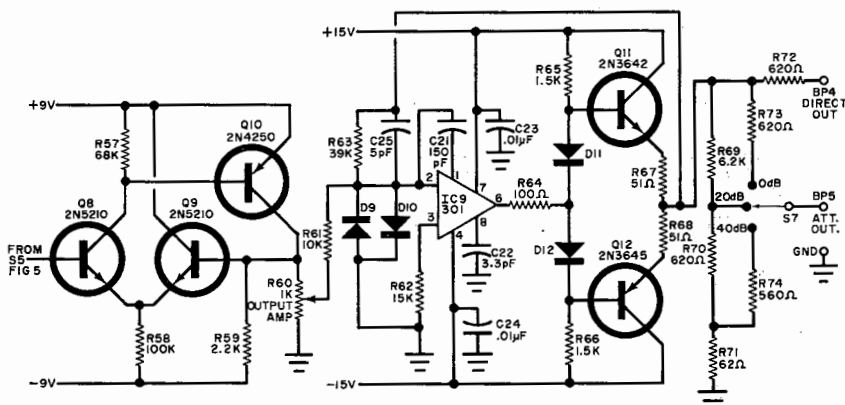 +15V
+9V
-9V
-15V
FROM
S5
FIG 5
R57
68K
Q8
2N5210
Q9
2N5210
Q10
2N4250
R58
100K
R59
2.2K
R60
1K
OUTPUT
AMP
R61
10K
R63
39K
C25
5pF
C21
150
pF
C23
.01µF
D9
D10
R62
15K
2
3
1
7
6
8
4
IC9
301
R64
100Ω
C22
3.3pF
C24
.01µF
R65
1.5K
D11
D12
R66
1.5K
Q11
2N3642
R67
51Ω
R68
51Ω
Q12
2N3645
R69
6.2K
R70
620Ω
R71
62Ω
R72
620Ω
R73
620Ω
R74
560Ω
0dB
20dB
40dB
S7
BP4
DIRECT
OUT
BP5
ATT.
OUT.
GND